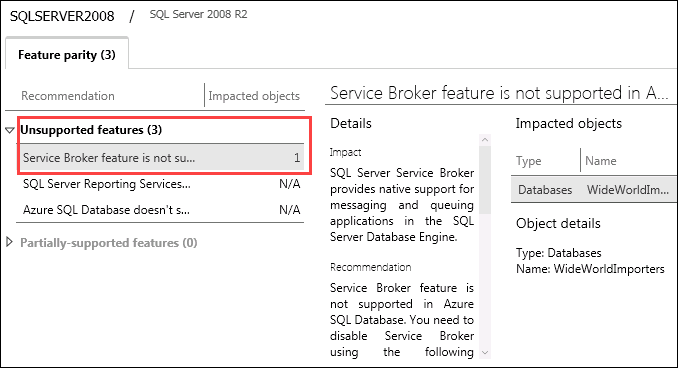 SQLSERVER2008 / SQL Server 2008 R2
Feature parity (3)
Recommendation Impacted objects
Unsupported features (3)
Service Broker feature is not su... 1
SQL Server Reporting Services... N/A
Azure SQL Database doesn't s... N/A
Partially-supported features (0)
Service Broker feature is not supported in A...
Details
Impact
SQL Server Service Broker
provides native support for
messaging and queuing
applications in the SQL
Server Database Engine.
Recommendation
Service Broker feature is
not supported in Azure
SQL Database. You need to
disable Service Broker
using the following
Impacted objects
Type Name
Databases WideWorldIm...
Object details
Type: Databases
Name: WideWorldImporters